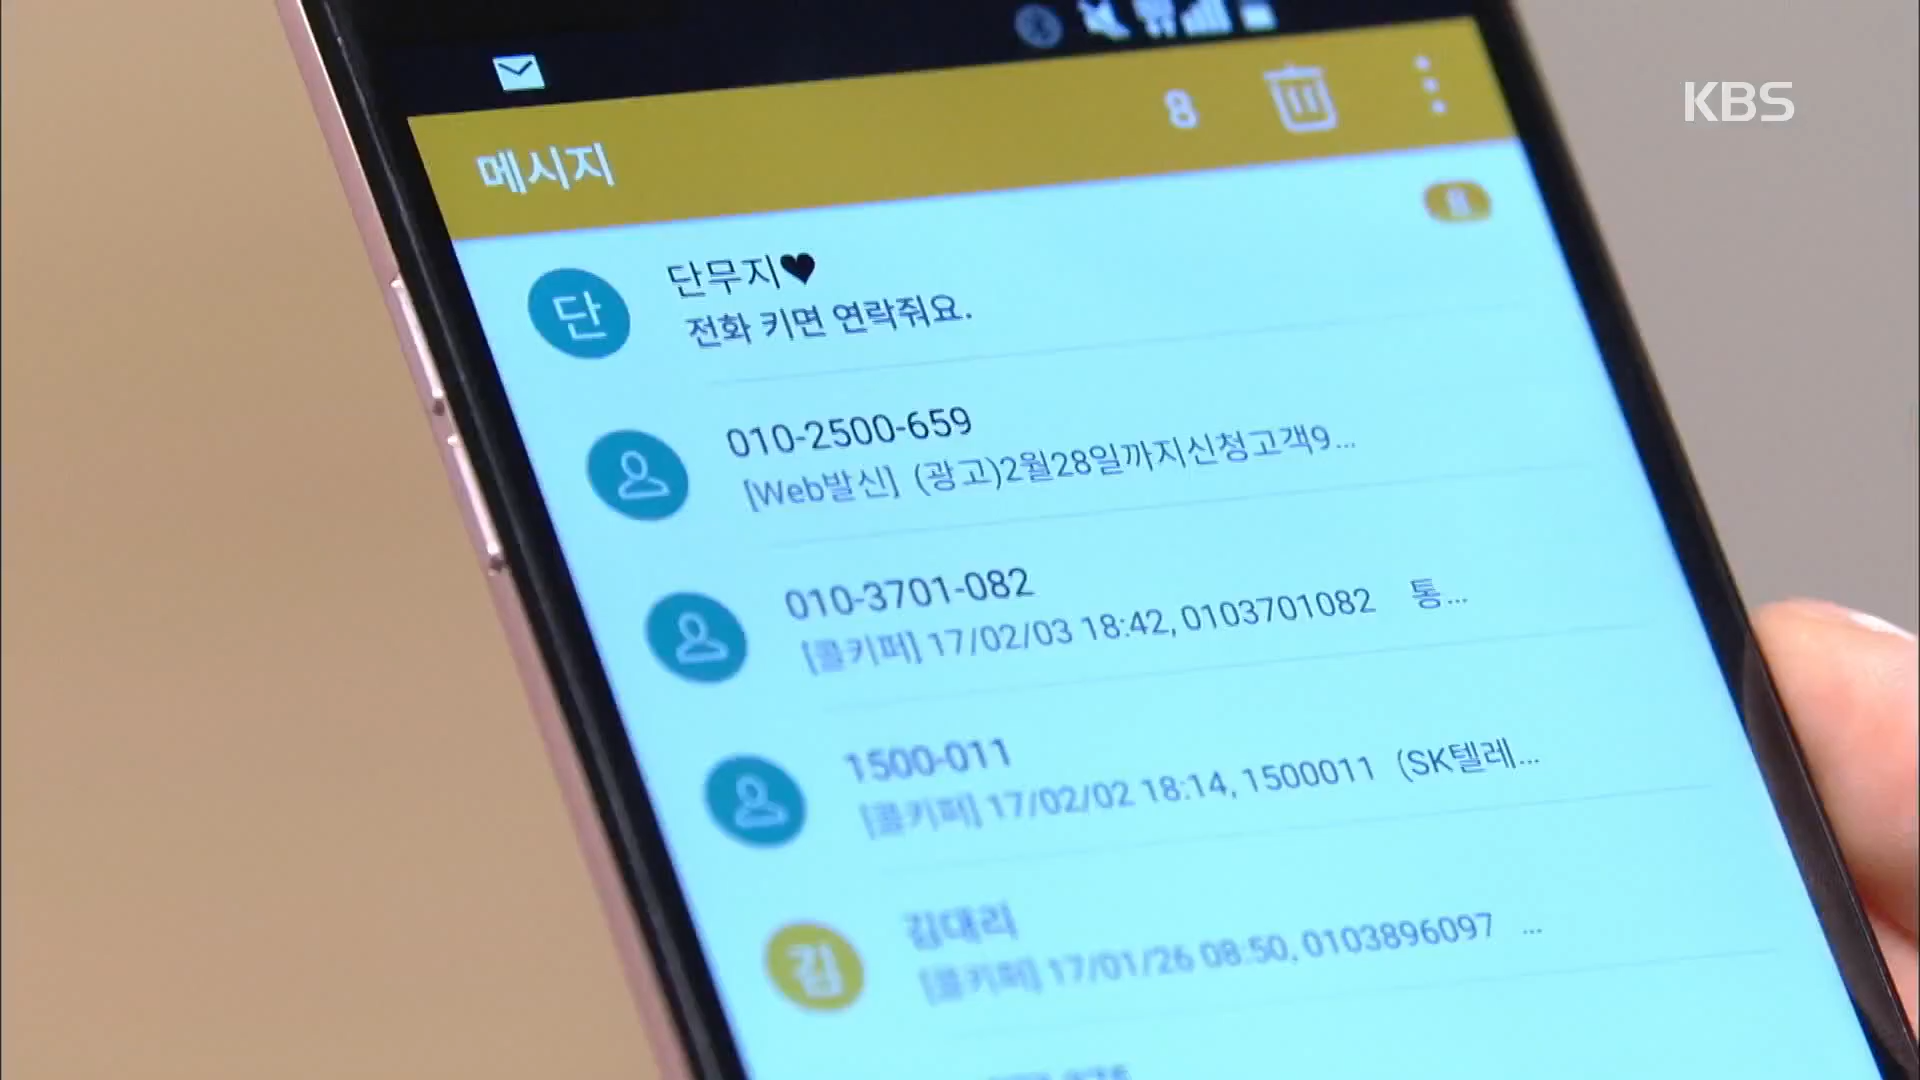 KBS
메시지 8
8
단 단무지♥
전화 키면 연락줘요.
010-2500-659
[Web발신] (광고)2월28일까지신청고객9...
010-3701-082
[콜키퍼] 17/02/03 18:42, 0103701082 통...
1500-011
[콜키퍼] 17/02/02 18:14, 1500011 (SK텔레...
김 김대리
[콜키퍼] 17/01/26 08:50, 0103896097 ...